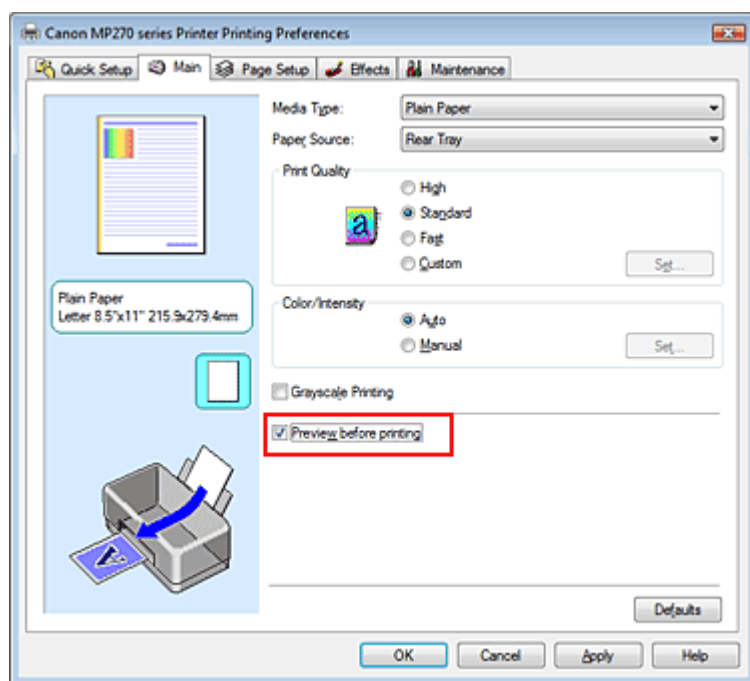 Canon MP270 series Printer Printing Preferences
Quick Setup Main Page Setup Effects Maintenance
Media Type: Plain Paper
Paper Source: Rear Tray
Print Quality
High
a Standard
Fast
Custom Set...
Plain Paper
Letter 8.5"x11" 215.9x279.4mm
Color/Intensity
Auto
Manual Set...
Grayscale Printing
Preview before printing
A
Defaults
OK Cancel Apply Help